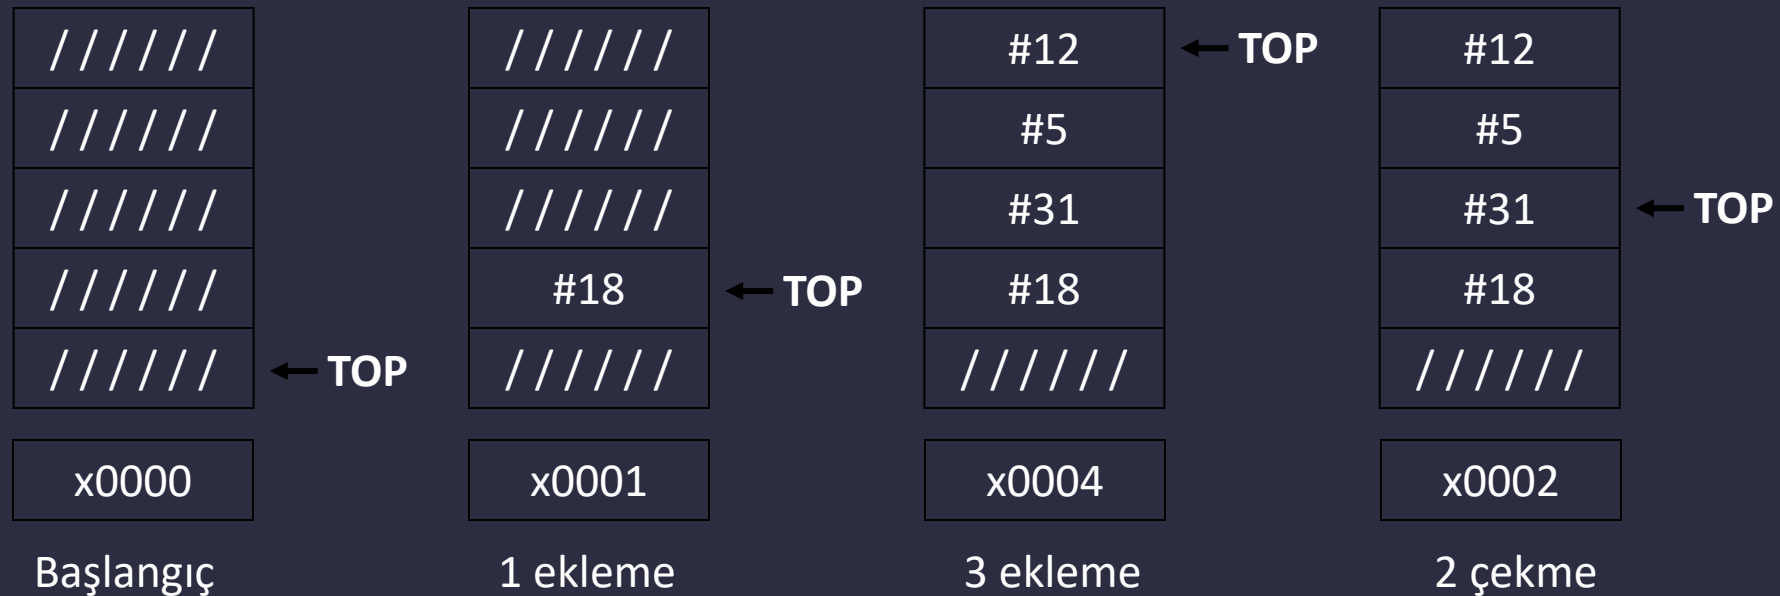 ////// ////// #12 ← TOP #12
////// ////// #5 #5
////// ////// #31 #31 ← TOP
////// #18 ← TOP #18 #18
////// ← TOP ////// ////// //////
x0000 x0001 x0004 x0002
Başlangıç 1 ekleme 3 ekleme 2 çekme